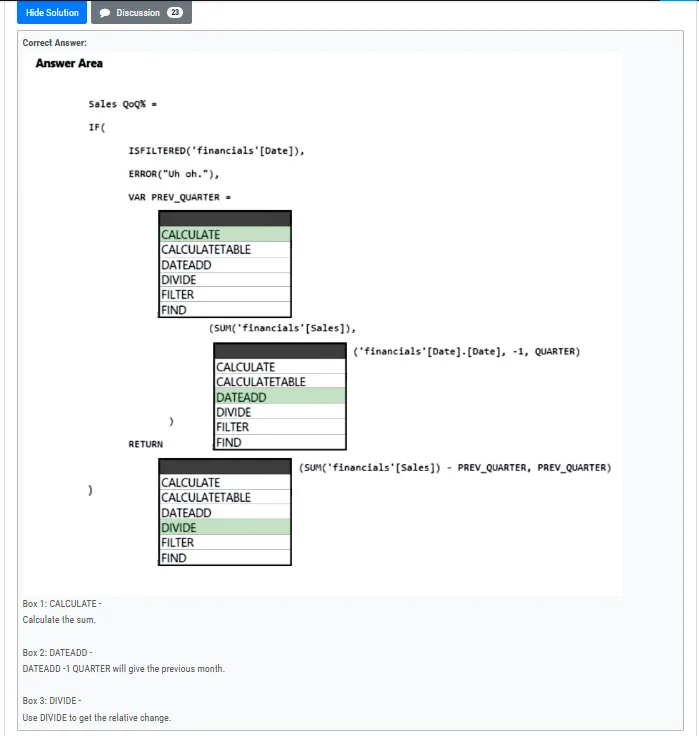 Hide Solution
Discussion 23
Correct Answer:
Answer Area
Sales QoQ% =
IF(
ISFILTERED('financials'[Date]),
ERROR("Uh oh."),
VAR PREV_QUARTER =
CALCULATE
CALCULATETABLE
DATEADD
DIVIDE
FILTER
FIND
(SUM('financials'[Sales]),
('financials'[Date].[Date], -1, QUARTER)
CALCULATE
CALCULATETABLE
DATEADD
DIVIDE
FILTER
FIND
)
RETURN
(SUM('financials'[Sales]) - PREV_QUARTER, PREV_QUARTER)
CALCULATE
CALCULATETABLE
DATEADD
DIVIDE
FILTER
FIND
)
Box 1: CALCULATE -
Calculate the sum.
Box 2: DATEADD -
DATEADD -1 QUARTER will give the previous month.
Box 3: DIVIDE -
Use DIVIDE to get the relative change.